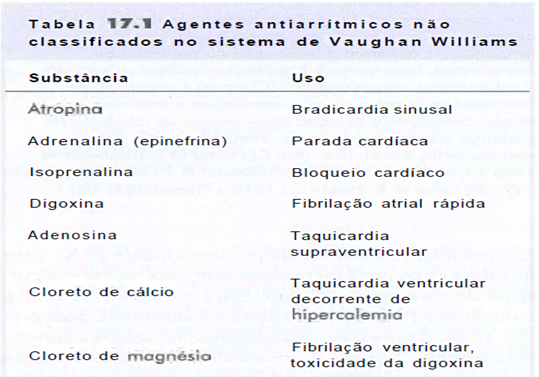 Tabela 17.1 Agentes antiarrítmicos não
classificados no sistema de Vaughan Williams
Substância Uso
Atropina Bradicardia sinusal
Adrenalina (epinefrina) Parada cardíaca
Isoprenalina Bloqueio cardíaco
Digoxina Fibrilação atrial rápida
Adenosina Taquicardia
supraventricular
Cloreto de cálcio Taquicardia ventricular
decorrente de
hipercalemia
Cloreto de magnésia Fibrilação ventricular,
toxicidade da digoxina